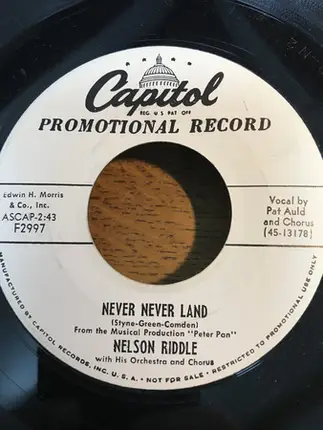 Capitol
REG. U S PAT OFF
PROMOTIONAL RECORD
Edwin H. Morris
& Co., Inc.
ASCAP-2:43
F2997
Vocal by
Pat Auld
and Chorus
(45-13178)
NEVER NEVER LAND
(Styne-Green-Comden)
From the Musical Production "Peter Pan"
NELSON RIDDLE
with His Orchestra and Chorus
MANUFACTURED BY CAPITOL RECORDS, INC. U. S. A. • NOT FOR SALE • RESTRICTED TO PROMOTIONAL USE ONLY